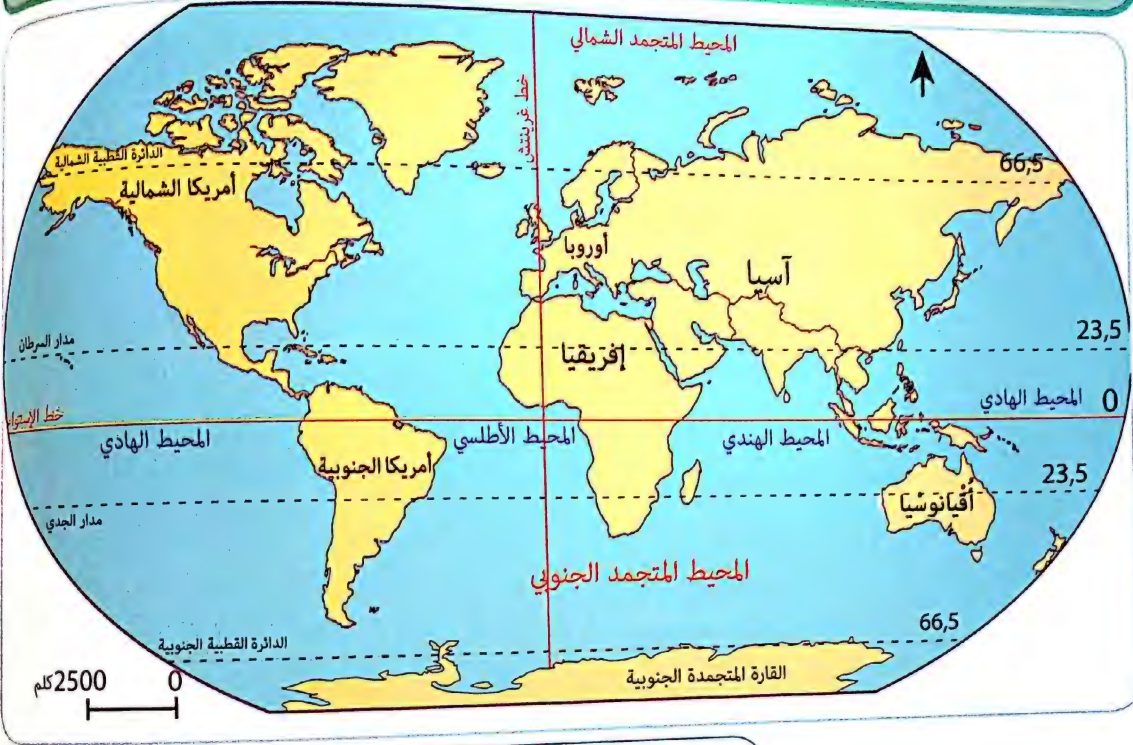 المحيط المتجمد الشمالي
خط غرينتش
الدائرة القطبية الشمالية
66,5
أمريكا الشمالية
أوروبا
آسيا
مدار السرطان
23,5
إفريقيا
خط الإستواء
المحيط الهادي
0
المحيط الهادي
المحيط الأطلسي
المحيط الهندي
أمريكا الجنوبية
23,5
أُقْيَانُوسْيَا
مدار الجدي
المحيط المتجمد الجنوبي
66,5
الدائرة القطبية الجنوبية
القارة المتجمدة الجنوبية
0 2500كلم